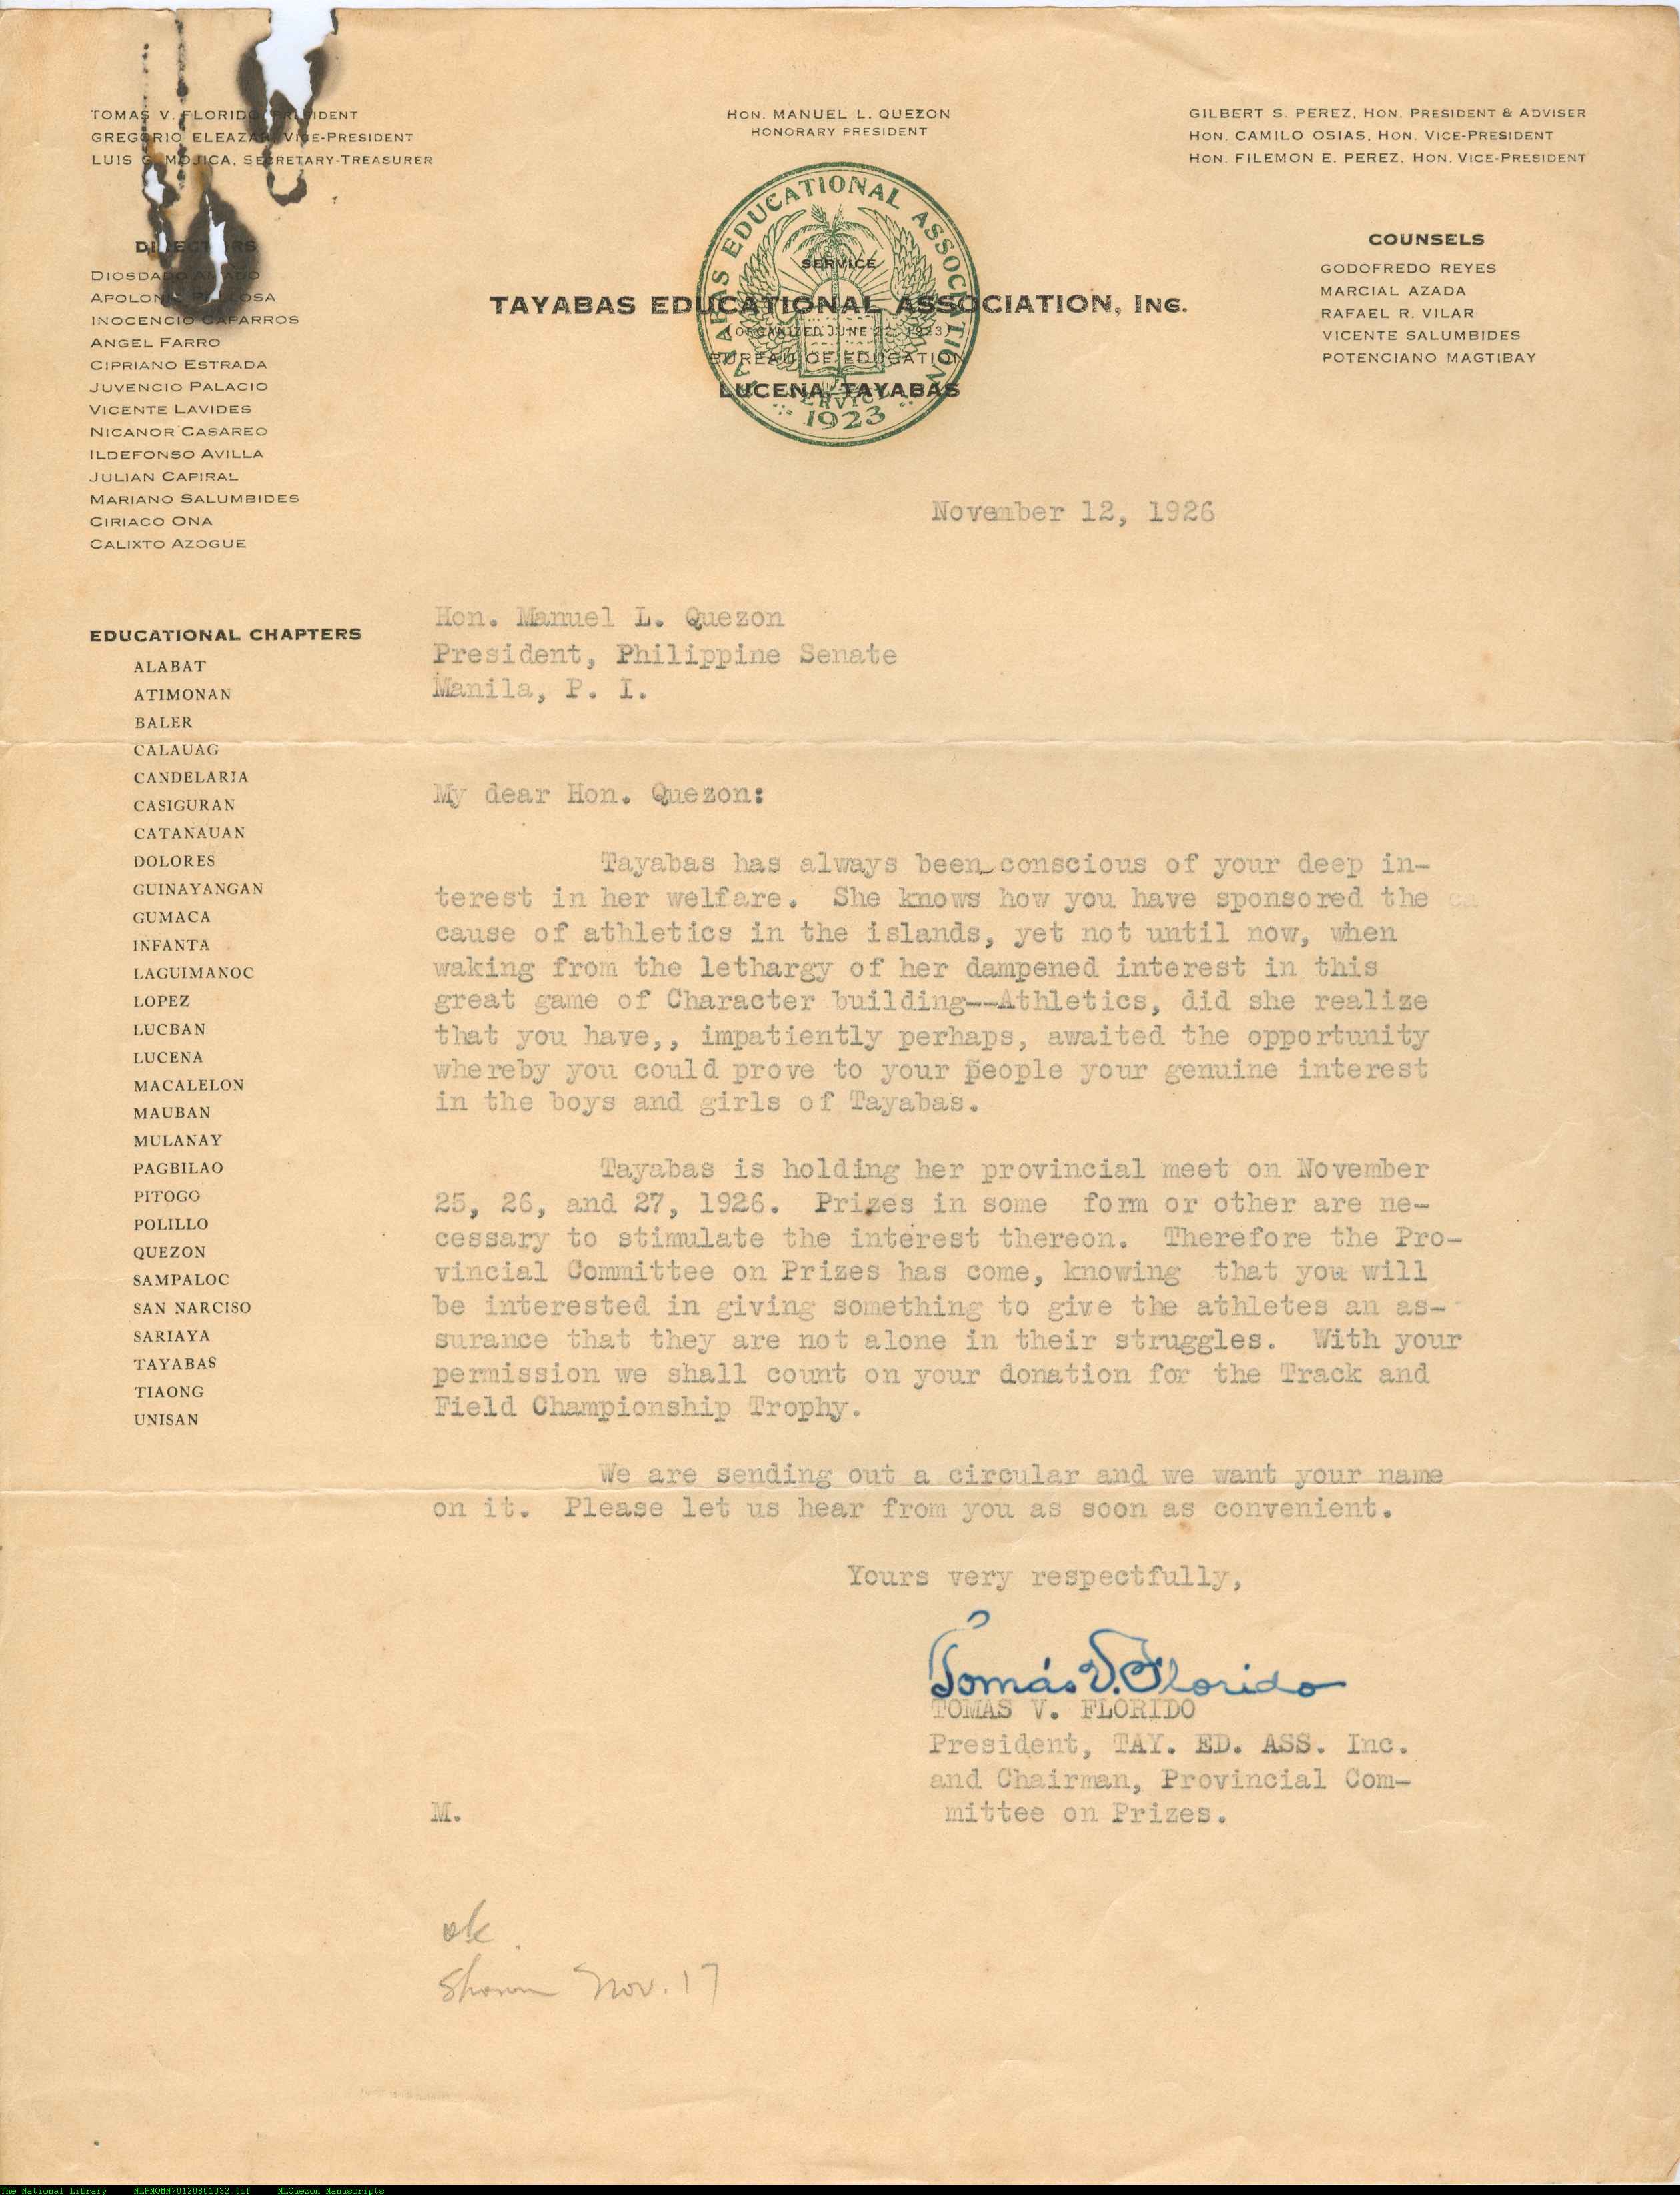 TOMAS V. FLORIDO, PRESIDENT
GREGORIO ELEAZAR, VICE-PRESIDENT
LUIS G. MOJICA, SECRETARY-TREASURER
HON. MANUEL L. QUEZON
HONORARY PRESIDENT
GILBERT S. PEREZ, HON. PRESIDENT & ADVISER
HON. CAMILO OSIAS, HON. VICE-PRESIDENT
HON. FILEMON E. PEREZ, HON. VICE-PRESIDENT
TAYABAS EDUCATIONAL ASSOCIATION
SERVICE
1923
SERVICE
TAYABAS EDUCATIONAL ASSOCIATION, INC.
(ORGANIZED JUNE 22, 1923)
BUREAU OF EDUCATION
LUCENA, TAYABAS
DIRECTORS
DIOSDADO
INOCENCIO CAPARROS
ANGEL FARRO
CIPRIANO ESTRADA
JUVENCIO PALACIO
VICENTE LAVIDES
NICANOR CASAREO
ILDEFONSO AVILLA
JULIAN CAPIRAL
MARIANO SALUMBIDES
CIRIACO ONA
CALIXTO AZOGUE
COUNSELS
GODOFREDO REYES
MARCIAL AZADA
RAFAEL R. VILAR
VICENTE SALUMBIDES
POTENCIANO MAGTIBAY
EDUCATIONAL CHAPTERS
ALABAT
ATIMONAN
BALER
CALAUAG
CANDELARIA
CASIGURAN
CATANAUAN
DOLORES
GUINAYANGAN
GUMACA
INFANTA
LAGUIMANOC
LOPEZ
LUCBAN
LUCENA
MACALELON
MAUBAN
MULANAY
PAGBILAO
PITOGO
POLILLO
QUEZON
SAMPALOC
SAN NARCISO
SARIAYA
TAYABAS
TIAONG
UNISAN
November 12, 1926
Hon. Manuel L. Quezon
President, Philippine Senate
Manila, P. I.
My dear Hon. Quezon:
Tayabas has always been conscious of your deep in-
terest in her welfare. She knows how you have sponsored the ca
cause of athletics in the islands, yet not until now, when
waking from the lethargy of her dampened interest in this
great game of Character building--Athletics, did she realize
that you have,, impatiently perhaps, awaited the opportunity
whereby you could prove to your people your genuine interest
in the boys and girls of Tayabas.
Tayabas is holding her provincial meet on November
25, 26, and 27, 1926. Prizes in some form or other are ne-
cessary to stimulate the interest thereon. Therefore the Pro-
vincial Committee on Prizes has come, knowing that you will
be interested in giving something to give the athletes an as-
surance that they are not alone in their struggles. With your
permission we shall count on your donation for the Track and
Field Championship Trophy.
We are sending out a circular and we want your name
on it. Please let us hear from you as soon as convenient.
Yours very respectfully,
Tomás V. Florido
TOMAS V. FLORIDO
President, TAY. ED. ASS. Inc.
and Chairman, Provincial Com-
mittee on Prizes.
M.
ok
Shown Nov. 17
The National Library NLPMQMN70120801032.tif MLQuezon Manuscripts